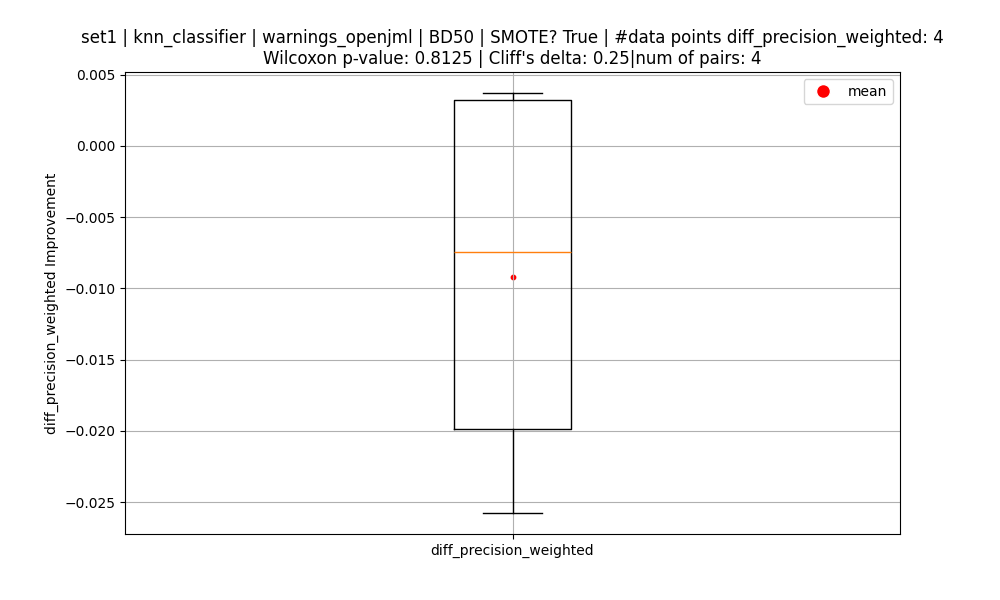 set1 | knn_classifier | warnings_openjml | BD50 | SMOTE? True | #data points diff_precision_weighted: 4
Wilcoxon p-value: 0.8125 | Cliff's delta: 0.25|num of pairs: 4
mean
diff_precision_weighted Improvement
0.005
0.000
−0.005
−0.010
−0.015
−0.020
−0.025
diff_precision_weighted